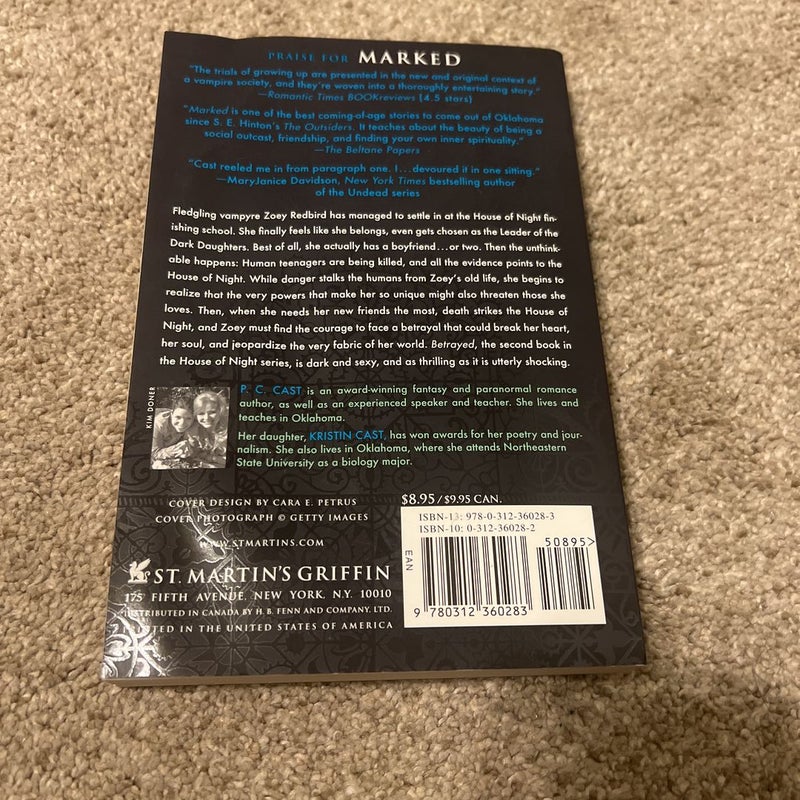 PRAISE FOR MARKED
"The trials of growing up are presented in the new and original context of
a vampire society, and they're woven into a thoroughly entertaining story."
—Romantic Times BOOKreviews (4.5 stars)
"Marked is one of the best coming-of-age stories to come out of Oklahoma
since S. E. Hinton's The Outsiders. It teaches about the beauty of being a
social outcast, friendship, and finding your own inner spirituality."
—The Beltane Papers
"Cast reeled me in from paragraph one. I...devoured it in one sitting."
—MaryJanice Davidson, New York Times bestselling author
of the Undead series
Fledgling vampyre Zoey Redbird has managed to settle in at the House of Night fin-
ishing school. She finally feels like she belongs, even gets chosen as the Leader of the
Dark Daughters. Best of all, she actually has a boyfriend...or two. Then the unthink-
able happens: Human teenagers are being killed, and all the evidence points to the
House of Night. While danger stalks the humans from Zoey's old life, she begins to
realize that the very powers that make her so unique might also threaten those she
loves. Then, when she needs her new friends the most, death strikes the House of
Night, and Zoey must find the courage to face a betrayal that could break her heart,
her soul, and jeopardize the very fabric of her world. Betrayed, the second book in
the House of Night series, is dark and sexy, and as thrilling as it is utterly shocking.
KIM DONER
P. C. CAST is an award-winning fantasy and paranormal romance
author, as well as an experienced speaker and teacher. She lives and
teaches in Oklahoma.
Her daughter, KRISTIN CAST, has won awards for her poetry and jour-
nalism. She also lives in Oklahoma, where she attends Northeastern
State University as a biology major.
COVER DESIGN BY CARA E. PETRUS
COVER PHOTOGRAPH © GETTY IMAGES
WWW.STMARTINS.COM
ST. MARTIN'S GRIFFIN
175 FIFTH AVENUE, NEW YORK, N.Y. 10010
DISTRIBUTED IN CANADA BY H. B. FENN AND COMPANY, LTD.
PRINTED IN THE UNITED STATES OF AMERICA
$8.95/$9.95 CAN.
ISBN-13: 978-0-312-36028-3
ISBN-10: 0-312-36028-2
50895>
EAN
9 780312 360283